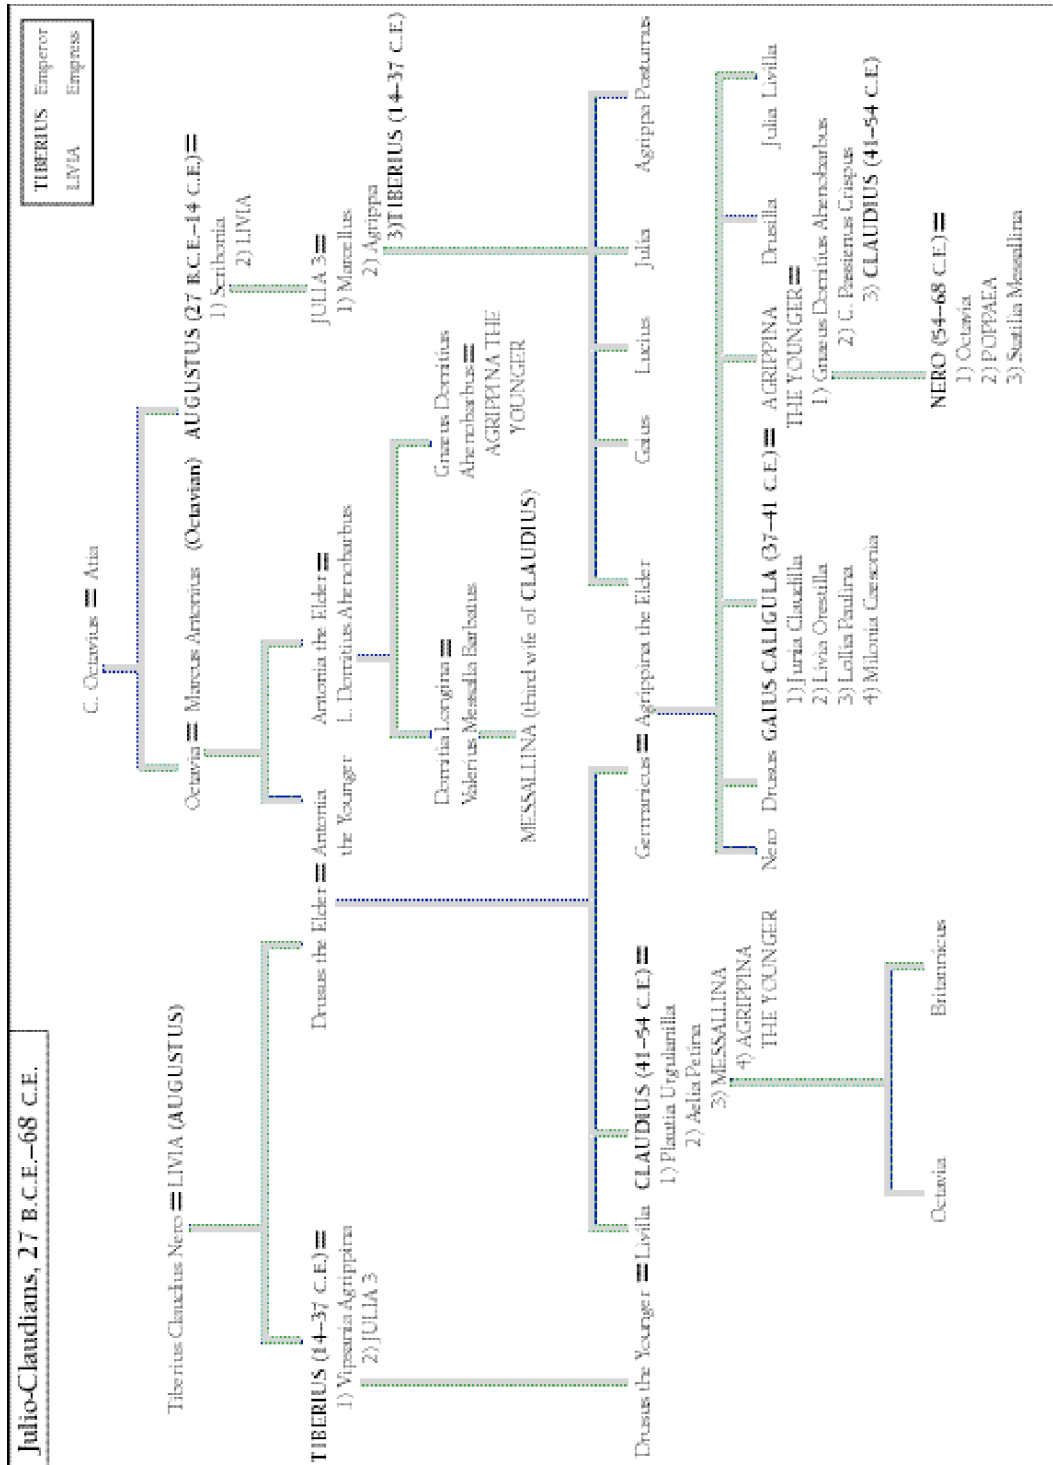 Julio-Claudians, 27 B.C.E.–68 C.E.
TIBERIUS Emperor
LIVIA Empress
C. Octavius = Atia
Tiberius Claudius Nero = LIVIA (AUGUSTUS)
Octavia = Marcus Antonius
(Octavian) AUGUSTUS (27 B.C.E.–14 C.E.) =
1) Scribonia
2) LIVIA
TIBERIUS (14–37 C.E.) =
1) Vipsania Agrippina
2) JULIA 3
Drusus the Elder = Antonia
the Younger
Antonia the Elder =
L. Domitius Ahenobarbus
JULIA 3 =
1) Marcellus
2) Agrippa
3) TIBERIUS (14–37 C.E)
Domitia Longina =
Valerius Messalla Barbatus
Gnaeus Domitius
Ahenobarbus =
AGRIPPINA THE
YOUNGER
MESSALLINA (third wife of CLAUDIUS)
Drusus the Younger = Livilla
CLAUDIUS (41–54 C.E) =
1) Plautia Urgulanilla
2) Aelia Petina
3) MESSALLINA
4) AGRIPPINA
THE YOUNGER
Germanicus = Agrippina the Elder
Gaius
Lucius
Julia
Agrippa Postumus
Nero
Drusus
GAIUS CALIGULA (37–41 C.E) =
1) Junia Claudilla
2) Livia Orestilla
3) Lollia Paulina
4) Milonia Caesonia
AGRIPPINA
THE YOUNGER =
1) Gnaeus Domitius Ahenobarbus
2) C. Passienus Crispus
3) CLAUDIUS (41–54 C.E)
Drusilla
Julia Livilla
Octavia
Britannicus
NERO (54–68 C.E) =
1) Octavia
2) POPPAEA
3) Statilia Messallina